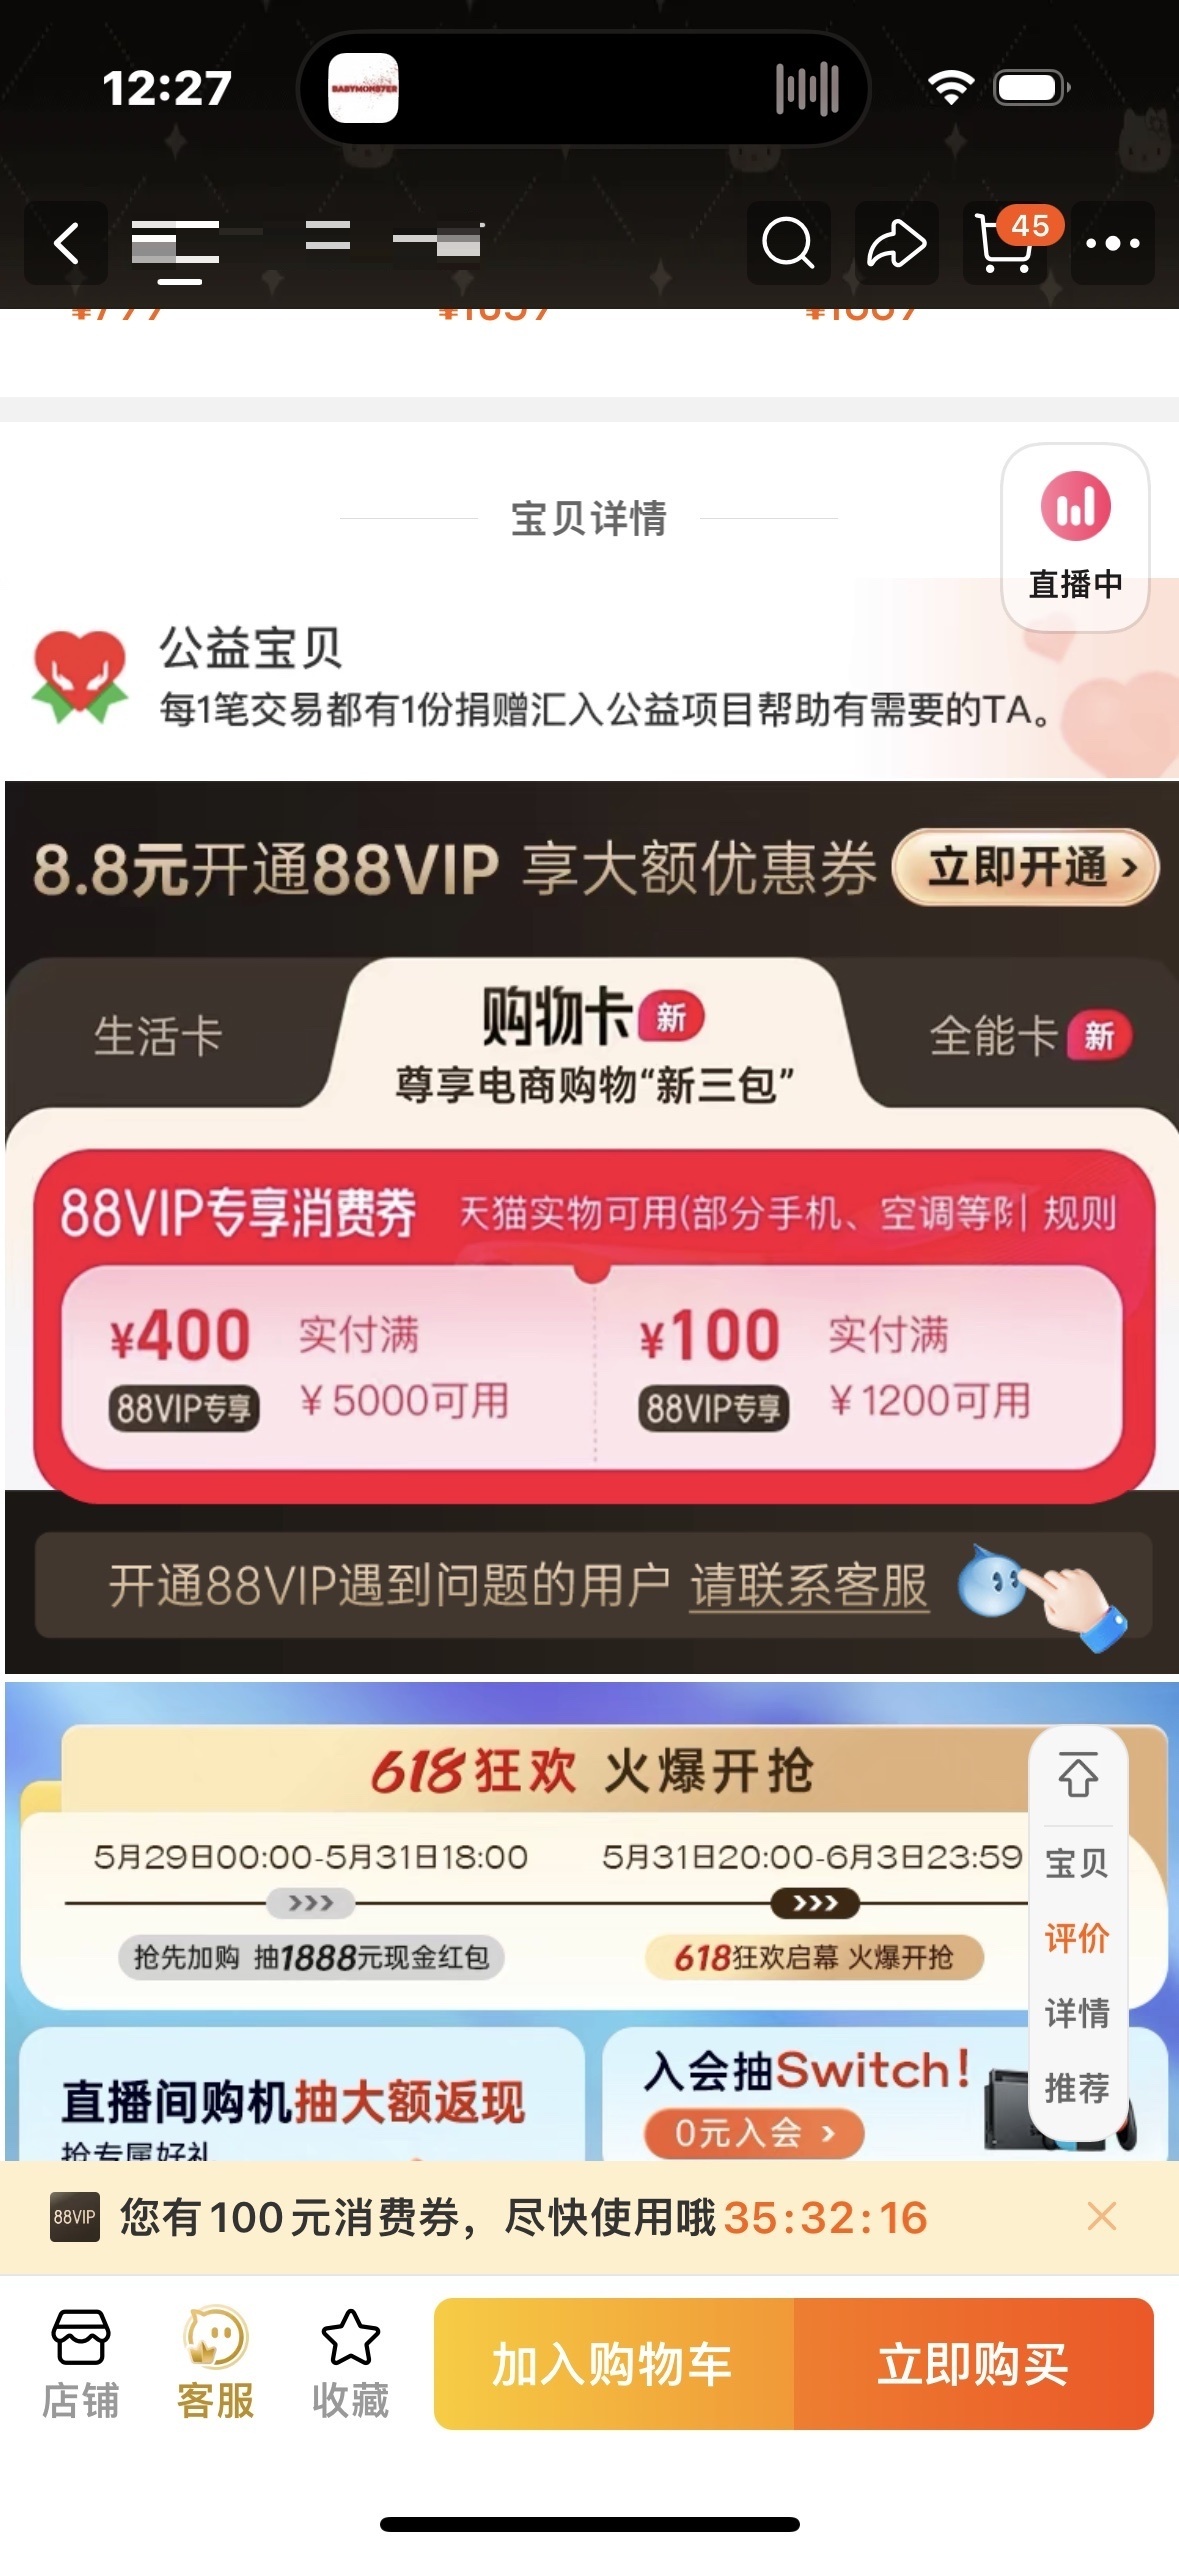 12:27
BABYMONS7ER
45
宝贝详情
直播中
公益宝贝
每1笔交易都有1份捐赠汇入公益项目帮助有需要的TA。
8.8元开通88VIP 享大额优惠券 立即开通 >
生活卡
购物卡 新
全能卡 新
尊享电商购物“新三包”
88VIP专享消费券 天猫实物可用(部分手机、空调等 规则
¥400 实付满
88VIP专享 ¥5000可用
¥100 实付满
88VIP专享 ¥1200可用
开通88VIP遇到问题的用户 请联系客服
618狂欢 火爆开抢
5月29日00:00-5月31日18:00
5月31日20:00-6月3日23:59
抢先加购 抽1888元现金红包
618狂欢启幕 火爆开抢
宝贝
评价
详情
推荐
直播间购机抽大额返现
抢专属好礼
入会抽Switch!
0元入会 >
88VIP 您有100元消费券，尽快使用哦35:32:16
店铺
客服
收藏
加入购物车
立即购买